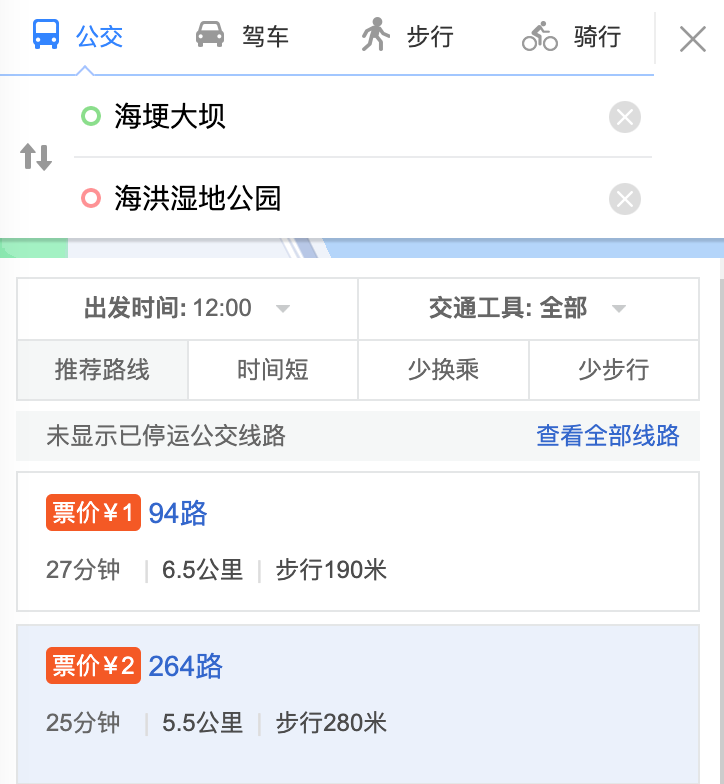 公交 驾车 步行 骑行
海埂大坝
海洪湿地公园
出发时间: 12:00 交通工具: 全部
推荐路线 时间短 少换乘 少步行
未显示已停运公交线路 查看全部线路
票价¥1 94路
27分钟 | 6.5公里 | 步行190米
票价¥2 264路
25分钟 | 5.5公里 | 步行280米